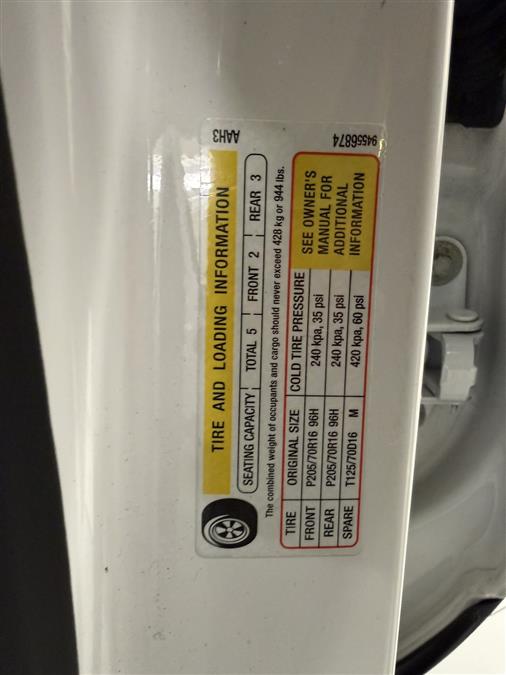 AAH3 94556874
TIRE AND LOADING INFORMATION
SEATING CAPACITY TOTAL 5 FRONT 2 REAR 3
The combined weight of occupants and cargo should never exceed 428 kg or 944 lbs.
TIRE ORIGINAL SIZE COLD TIRE PRESSURE
FRONT P205/70R16 96H 240 kpa, 35 psi
REAR P205/70R16 96H 240 kpa, 35 psi
SPARE T125/70D16 M 420 kpa, 60 psi
SEE OWNER'S
MANUAL FOR
ADDITIONAL
INFORMATION